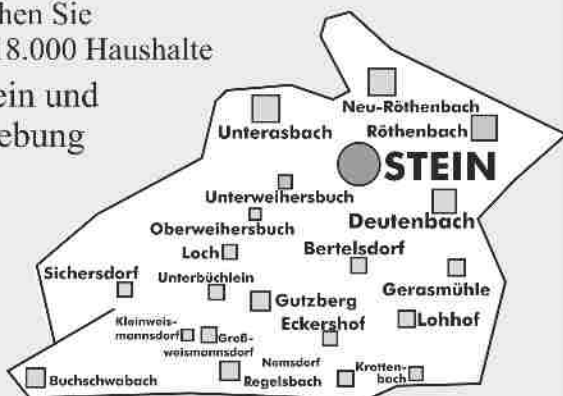 hen Sie
18.000 Haushalte
ein und
ebung
Neu-Röthenbach
Unterasbach
Röthenbach
STEIN
Unterweihersbuch
Deutenbach
Oberweihersbuch
Loch
Bertelsdorf
Sichersdorf
Unterbüchlein
Gerasmühle
Gutzberg
Kleinweis-
mannsdorf
Groß-
weismannsdorf
Eckershof
Lohhof
Nemsdorf
Regelsbach
Krotten-
bach
Buchschwabach